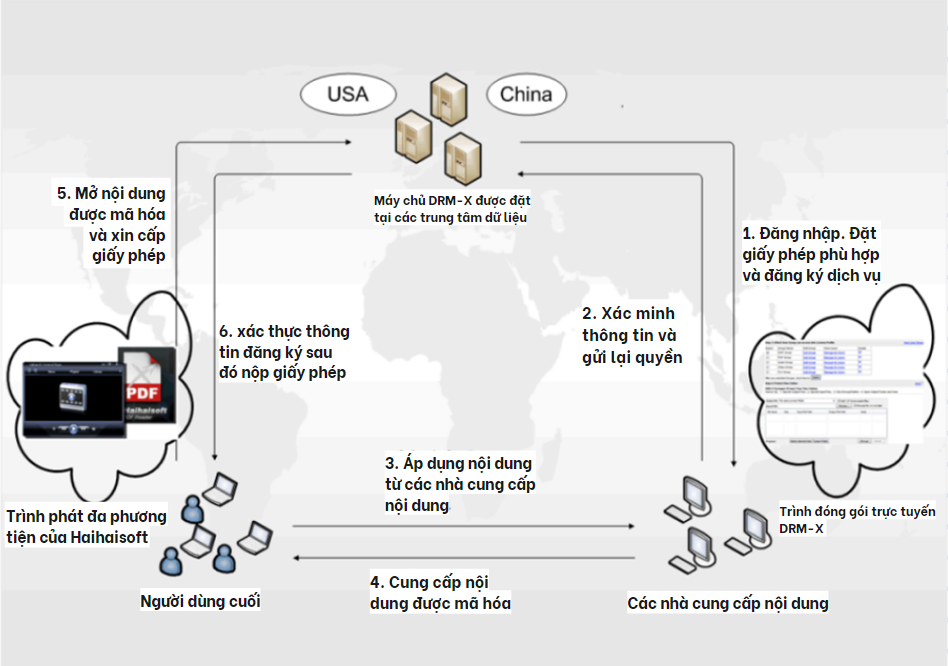 USA
China
Máy chủ DRM-X được đặt
tại các trung tâm dữ liệu
5. Mở nội dung
được mã hóa
và xin cấp
giấy phép
1. Đăng nhập. Đặt
giấy phép phù hợp
và đăng ký dịch vụ
2. Xác minh
thông tin và
gửi lại quyền
6. xác thực thông
tin đăng ký sau
đó nộp giấy phép
PDF
Haihaisoft
3. Áp dụng nội dung
từ các nhà cung cấp
nội dung
Trình phát đa phương
tiện của Haihaisoft
Trình đóng gói trực tuyến
DRM-X
4. Cung cấp nội
dung được mã hóa
Người dùng cuối
Các nhà cung cấp nội dung